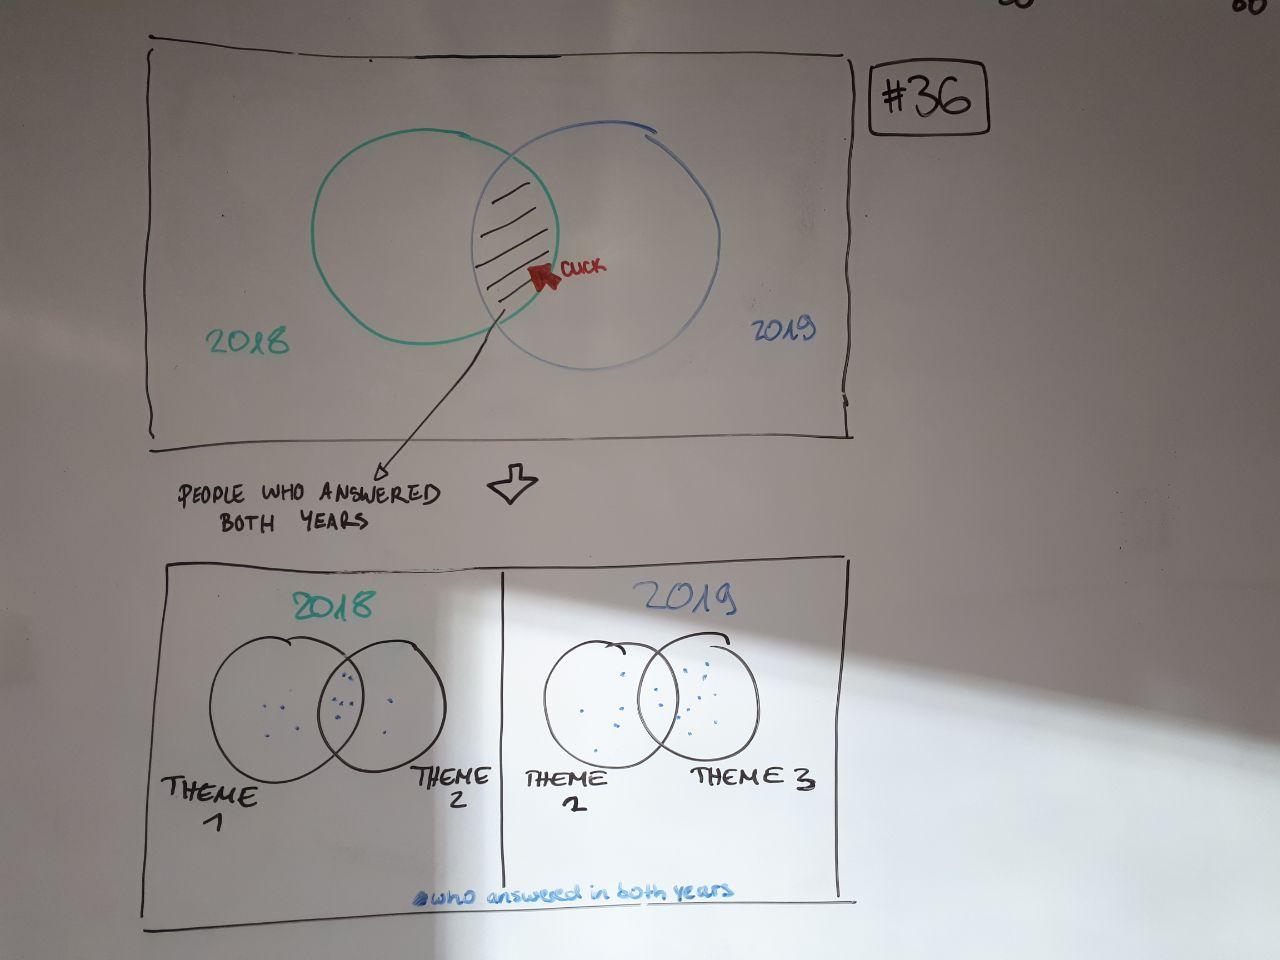 #36
CLICK
2018
2019
PEOPLE WHO ANSWERED
BOTH YEARS
2018
2019
THEME
1
THEME
2
THEME
2
THEME 3
who answered in both years